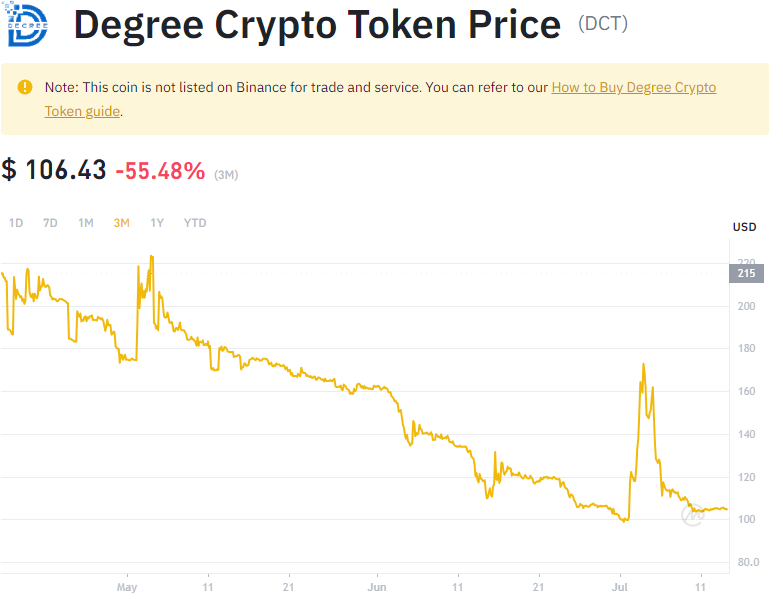 DECREE
Degree Crypto Token Price (DCT)
Note: This coin is not listed on Binance for trade and service. You can refer to our How to Buy Degree Crypto
Token guide.
$ 106.43 -55.48% (3M)
1D 7D 1M 3M 1Y YTD
USD
220
215
200
180
160
140
120
100
80.0
May 11 21 Jun 11 21 Jul 11